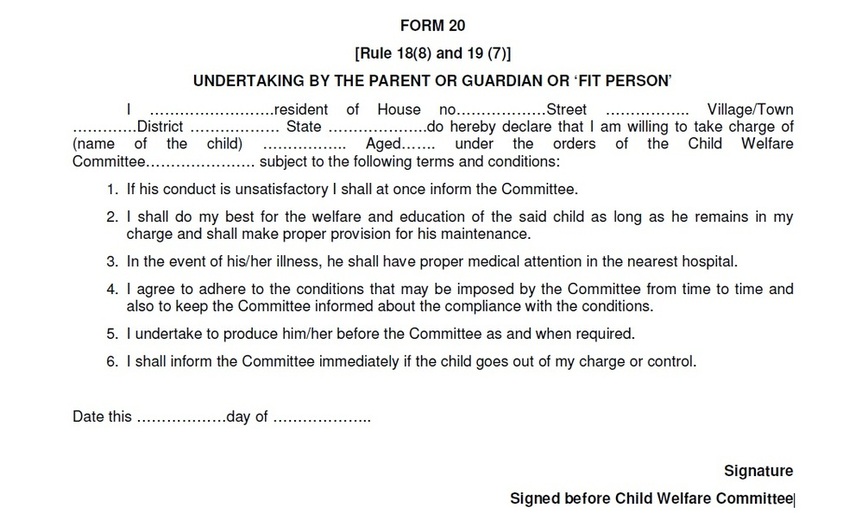 FORM 20
[Rule 18(8) and 19 (7)]
UNDERTAKING BY THE PARENT OR GUARDIAN OR ‘FIT PERSON’
I ……………………….resident of House no………………Street …………….. Village/Town
………….District ……………… State ………………..do hereby declare that I am willing to take charge of
(name of the child) …………….. Aged……. under the orders of the Child Welfare
Committee…………………. subject to the following terms and conditions:
1. If his conduct is unsatisfactory I shall at once inform the Committee.
2. I shall do my best for the welfare and education of the said child as long as he remains in my
charge and shall make proper provision for his maintenance.
3. In the event of his/her illness, he shall have proper medical attention in the nearest hospital.
4. I agree to adhere to the conditions that may be imposed by the Committee from time to time and
also to keep the Committee informed about the compliance with the conditions.
5. I undertake to produce him/her before the Committee as and when required.
6. I shall inform the Committee immediately if the child goes out of my charge or control.
Date this ………………day of ………………..
Signature
Signed before Child Welfare Committee